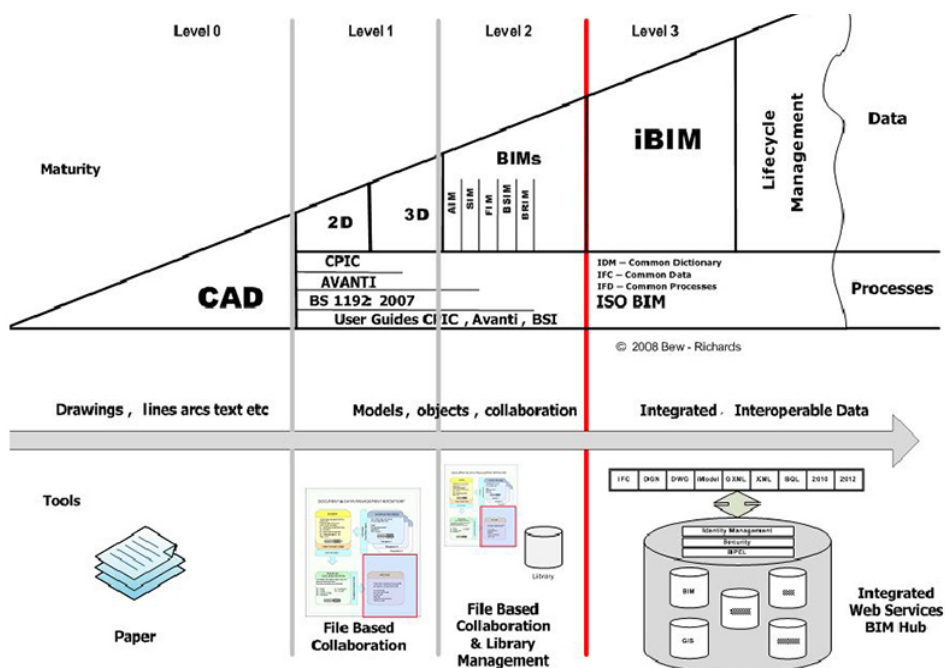 Level 0
Level 1
Level 2
Level 3
Maturity
CAD
2D
3D
BIMs
AIM
SIM
FIM
BSIM
BRIM
iBIM
Lifecycle
Management
Data
CPIC
AVANTI
BS 1192: 2007
User Guides CPIC , Avanti , BSI
IDM – Common Dictionary
IFC – Common Data
IFD – Common Processes
ISO BIM
Processes
© 2008 Bew - Richards
Drawings , lines arcs text etc
Models , objects , collaboration
Integrated , Interoperable Data
Tools
Paper
File Based
Collaboration
Library
File Based
Collaboration
& Library
Management
IFC DGN DWG iModel GXML XML SQL 2010 2012
Identity Management
Security
BPEL
BIM
GIS
Integrated
Web Services
BIM Hub